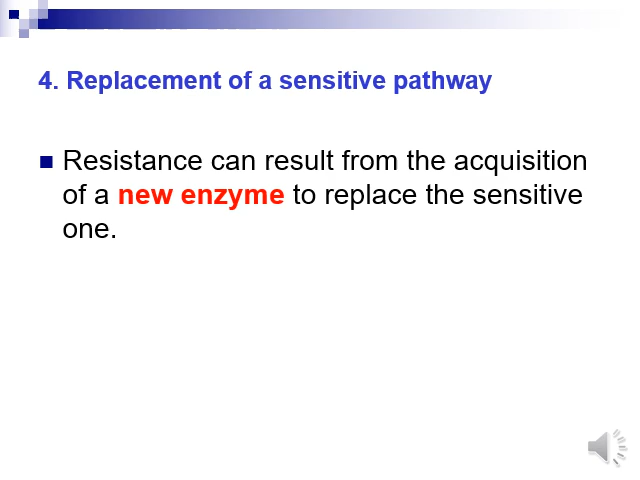 4. Replacement of a sensitive pathway
Resistance can result from the acquisition
of a new enzyme to replace the sensitive
one.